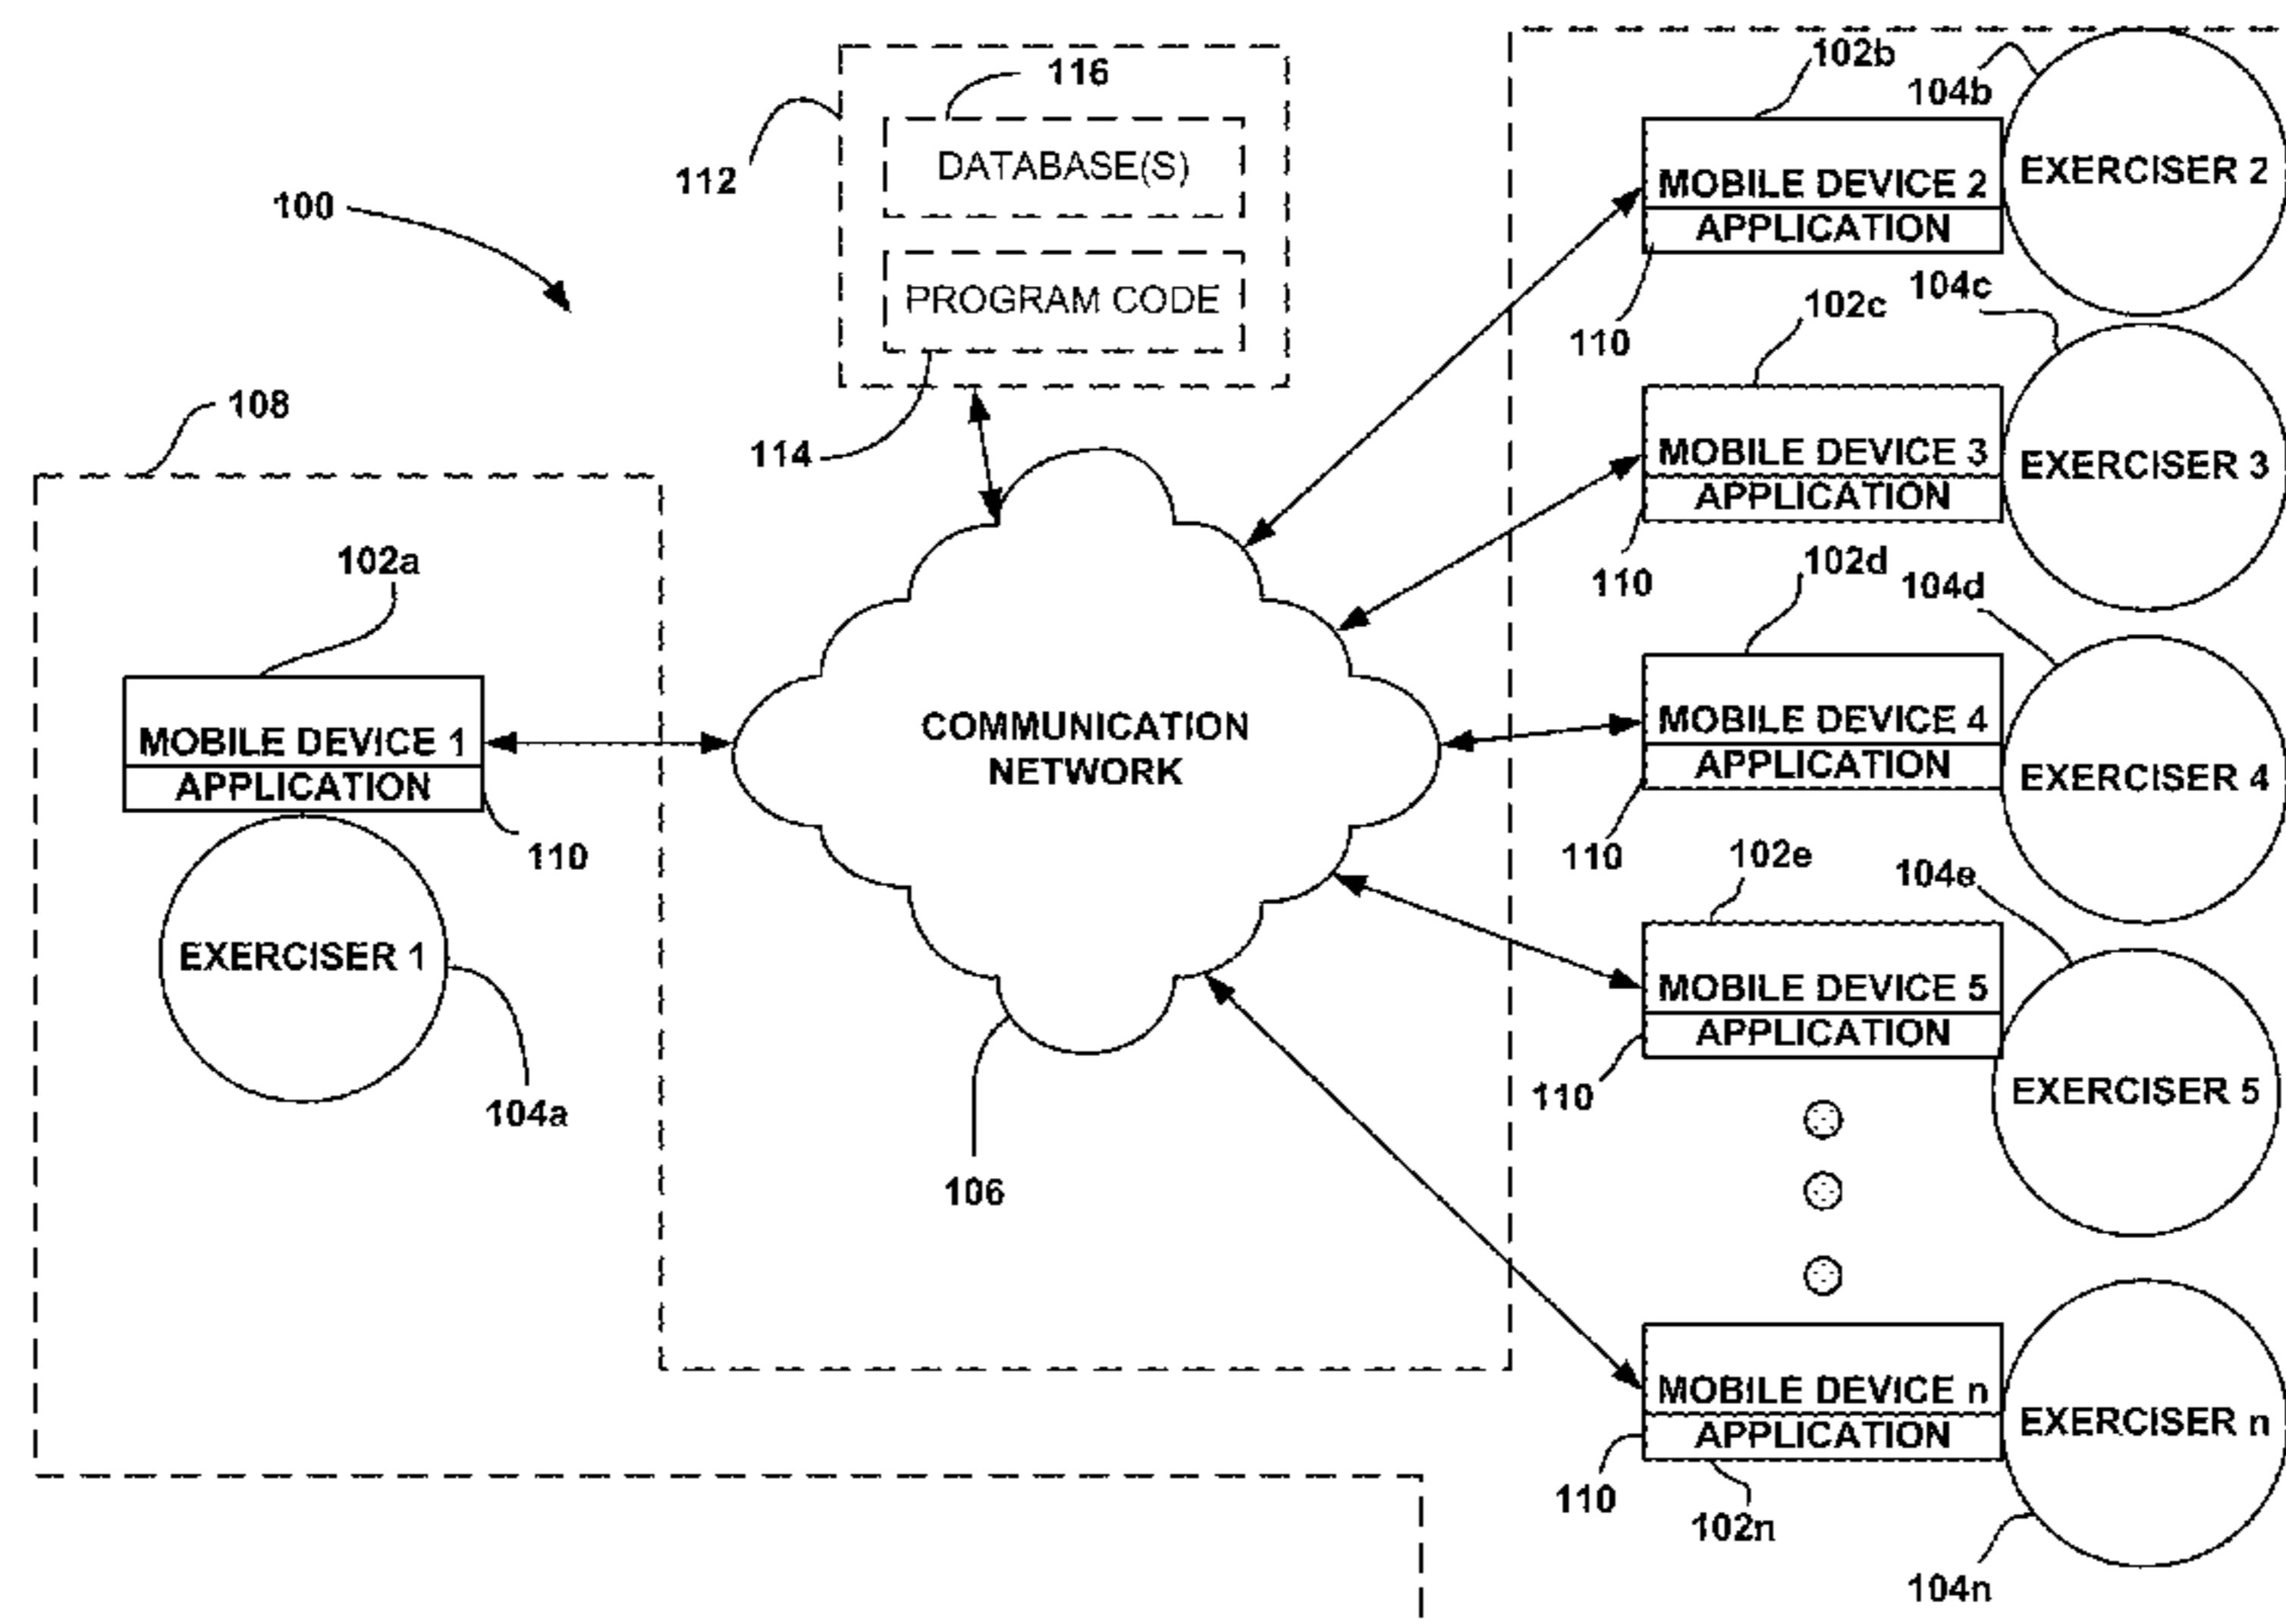 100
112
116
DATABASE(S)
PROGRAM CODE
114
108
102a
MOBILE DEVICE 1
APPLICATION
110
EXERCISER 1
104a
COMMUNICATION
NETWORK
106
102b
104b
MOBILE DEVICE 2
APPLICATION
EXERCISER 2
110
102c
104c
MOBILE DEVICE 3
APPLICATION
EXERCISER 3
110
102d
104d
MOBILE DEVICE 4
APPLICATION
EXERCISER 4
110
102e
104e
MOBILE DEVICE 5
APPLICATION
EXERCISER 5
110
MOBILE DEVICE n
APPLICATION
EXERCISER n
110
102n
104n